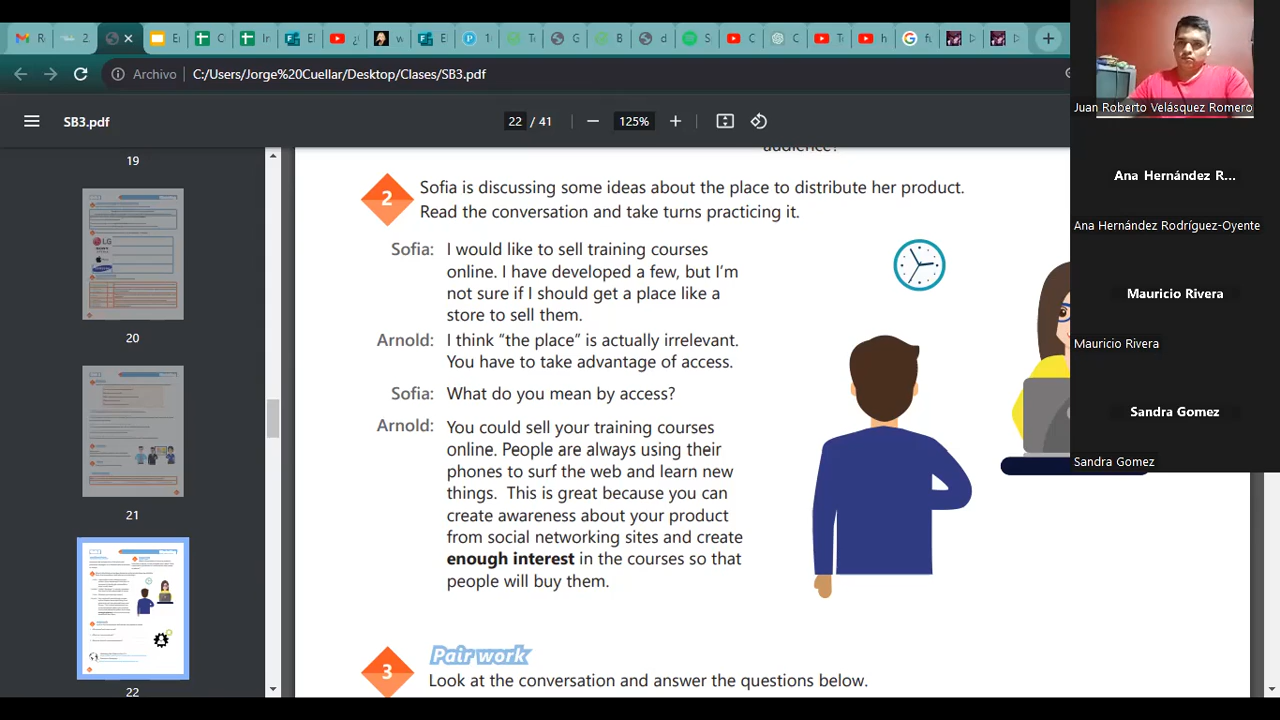 Archivo
C:/Users/Jorge%20Cuellar/Desktop/Clases/SB3.pdf
SB3.pdf
22 / 41
125%
19
20
21
22
audience?
2
Sofia is discussing some ideas about the place to distribute her product.
Read the conversation and take turns practicing it.
Sofia: I would like to sell training courses
online. I have developed a few, but I'm
not sure if I should get a place like a
store to sell them.
Arnold: I think “the place” is actually irrelevant.
You have to take advantage of access.
Sofia: What do you mean by access?
Arnold: You could sell your training courses
online. People are always using their
phones to surf the web and learn new
things. This is great because you can
create awareness about your product
from social networking sites and create
enough interest in the courses so that
people will buy them.
3
Pair work
Look at the conversation and answer the questions below.
Juan Roberto Velásquez Romero
Ana Hernández R...
Ana Hernández Rodríguez-Oyente
Mauricio Rivera
Mauricio Rivera
Sandra Gomez
Sandra Gomez